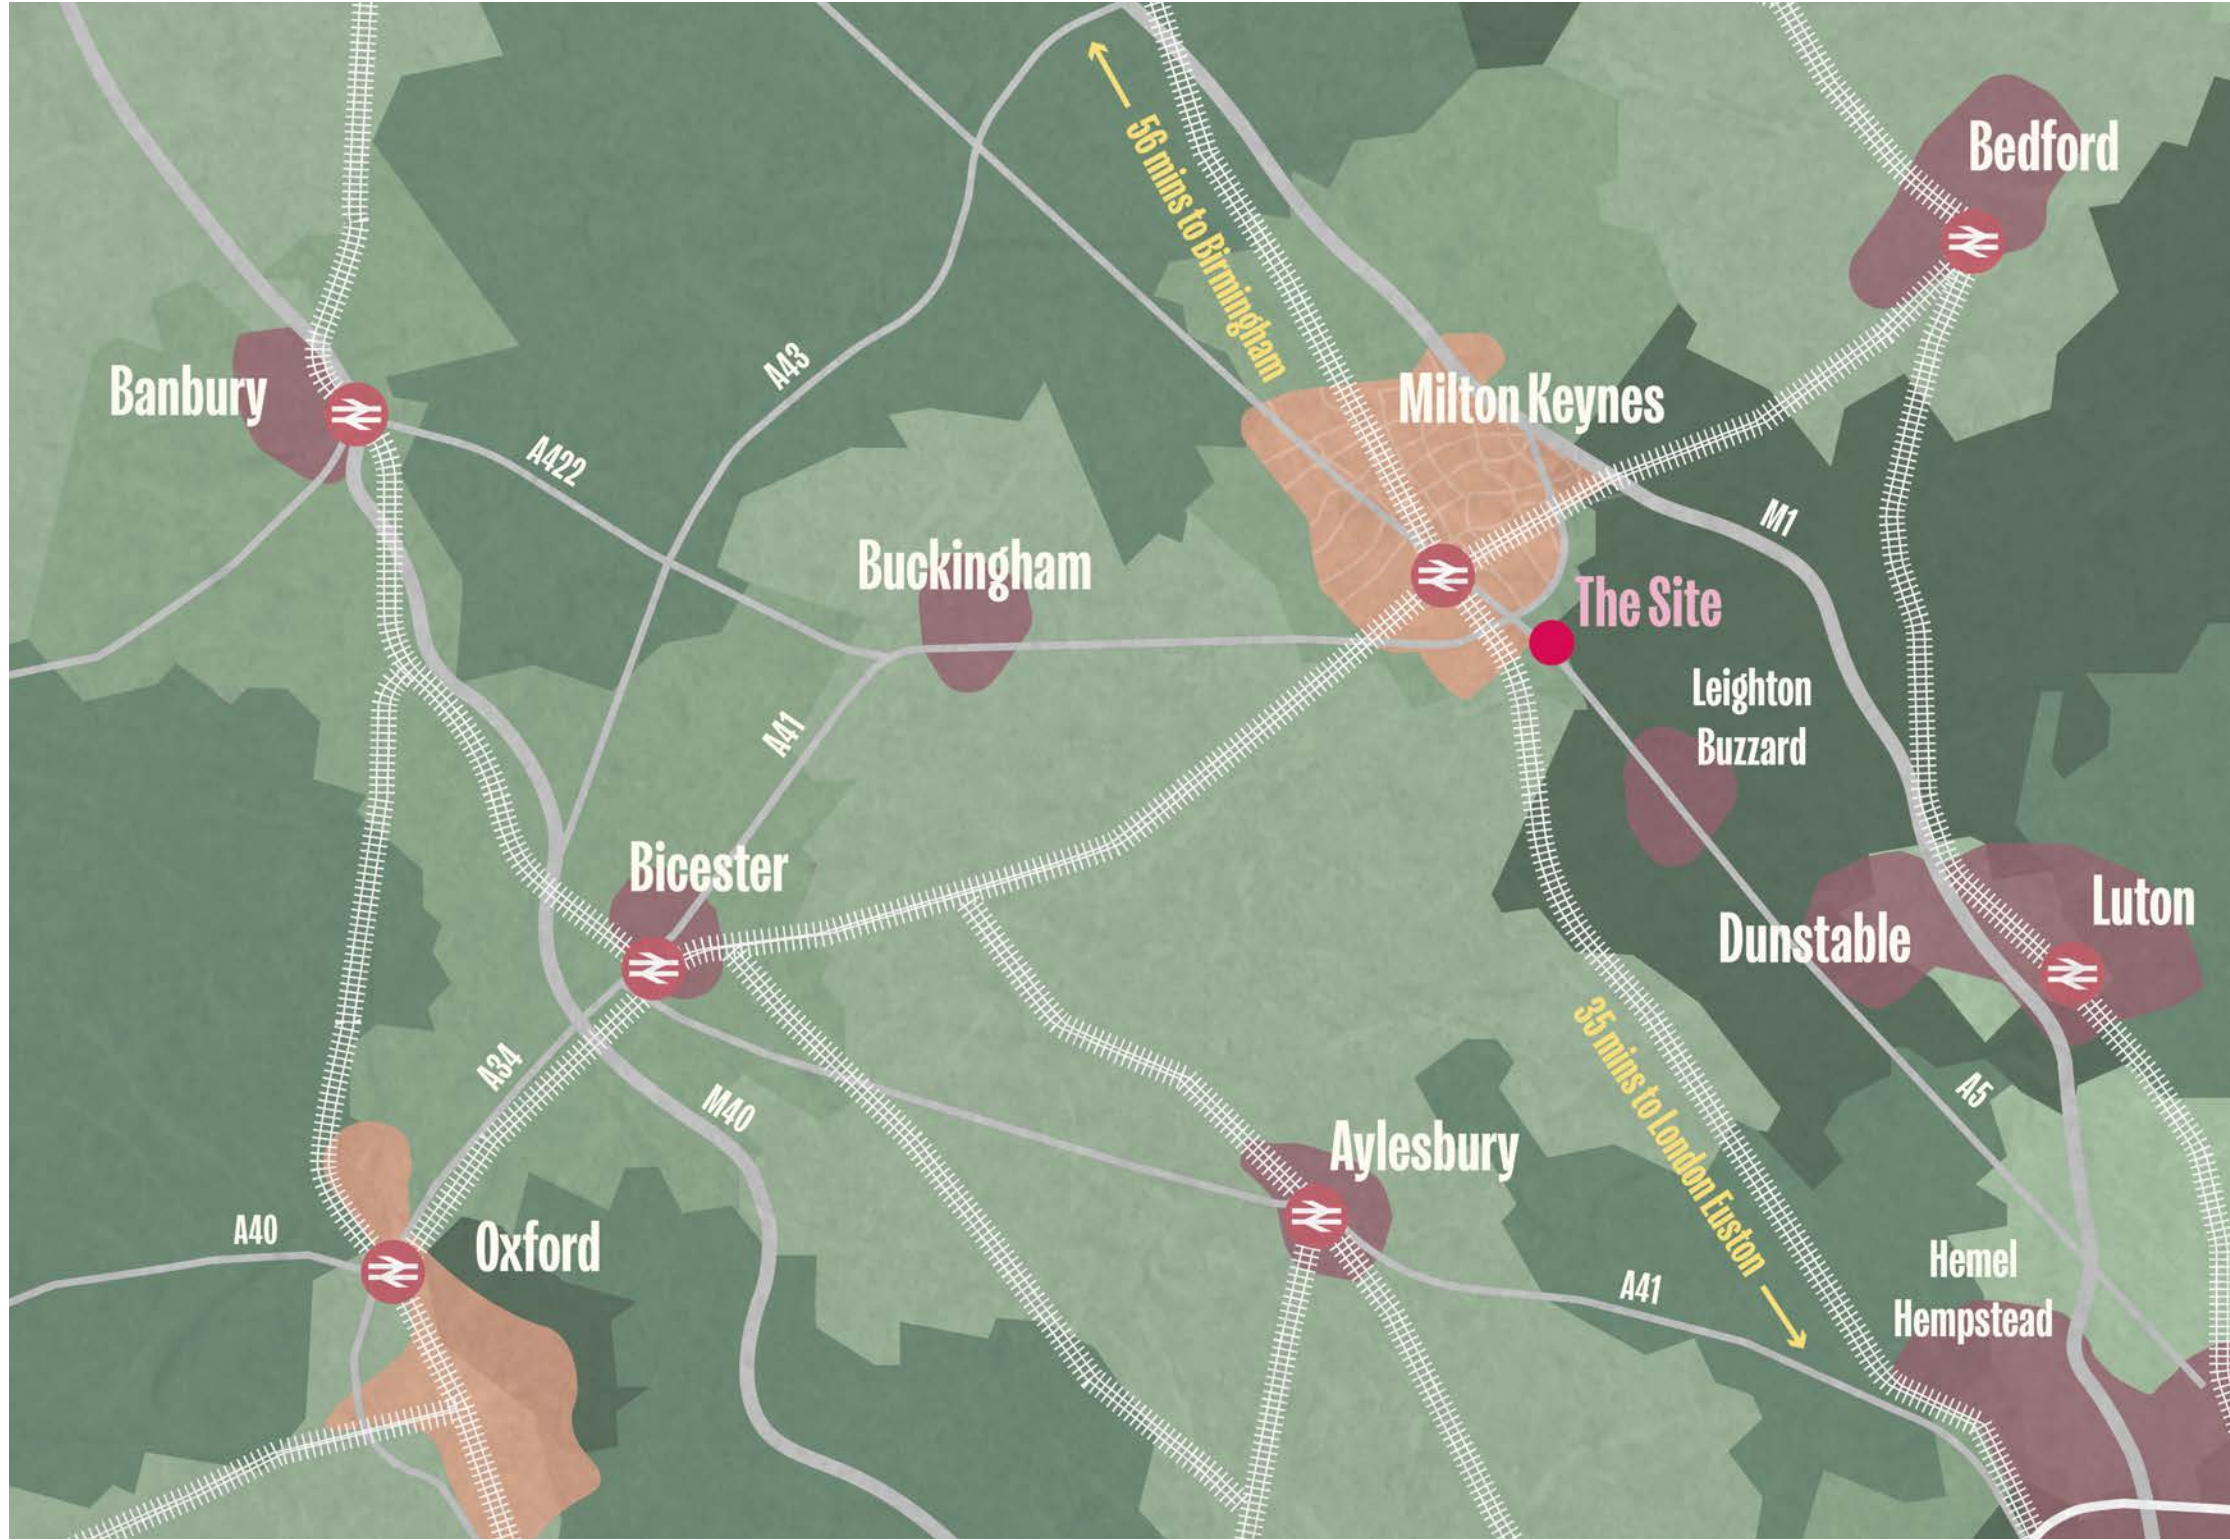 Bedford
56 mins to Birmingham
A43
Banbury
Milton Keynes
A422
M1
Buckingham
The Site
Leighton
Buzzard
A41
Bicester
Luton
Dunstable
35 mins to London Euston
A34
M40
A5
Aylesbury
A40
Oxford
Hemel
Hempstead
A41